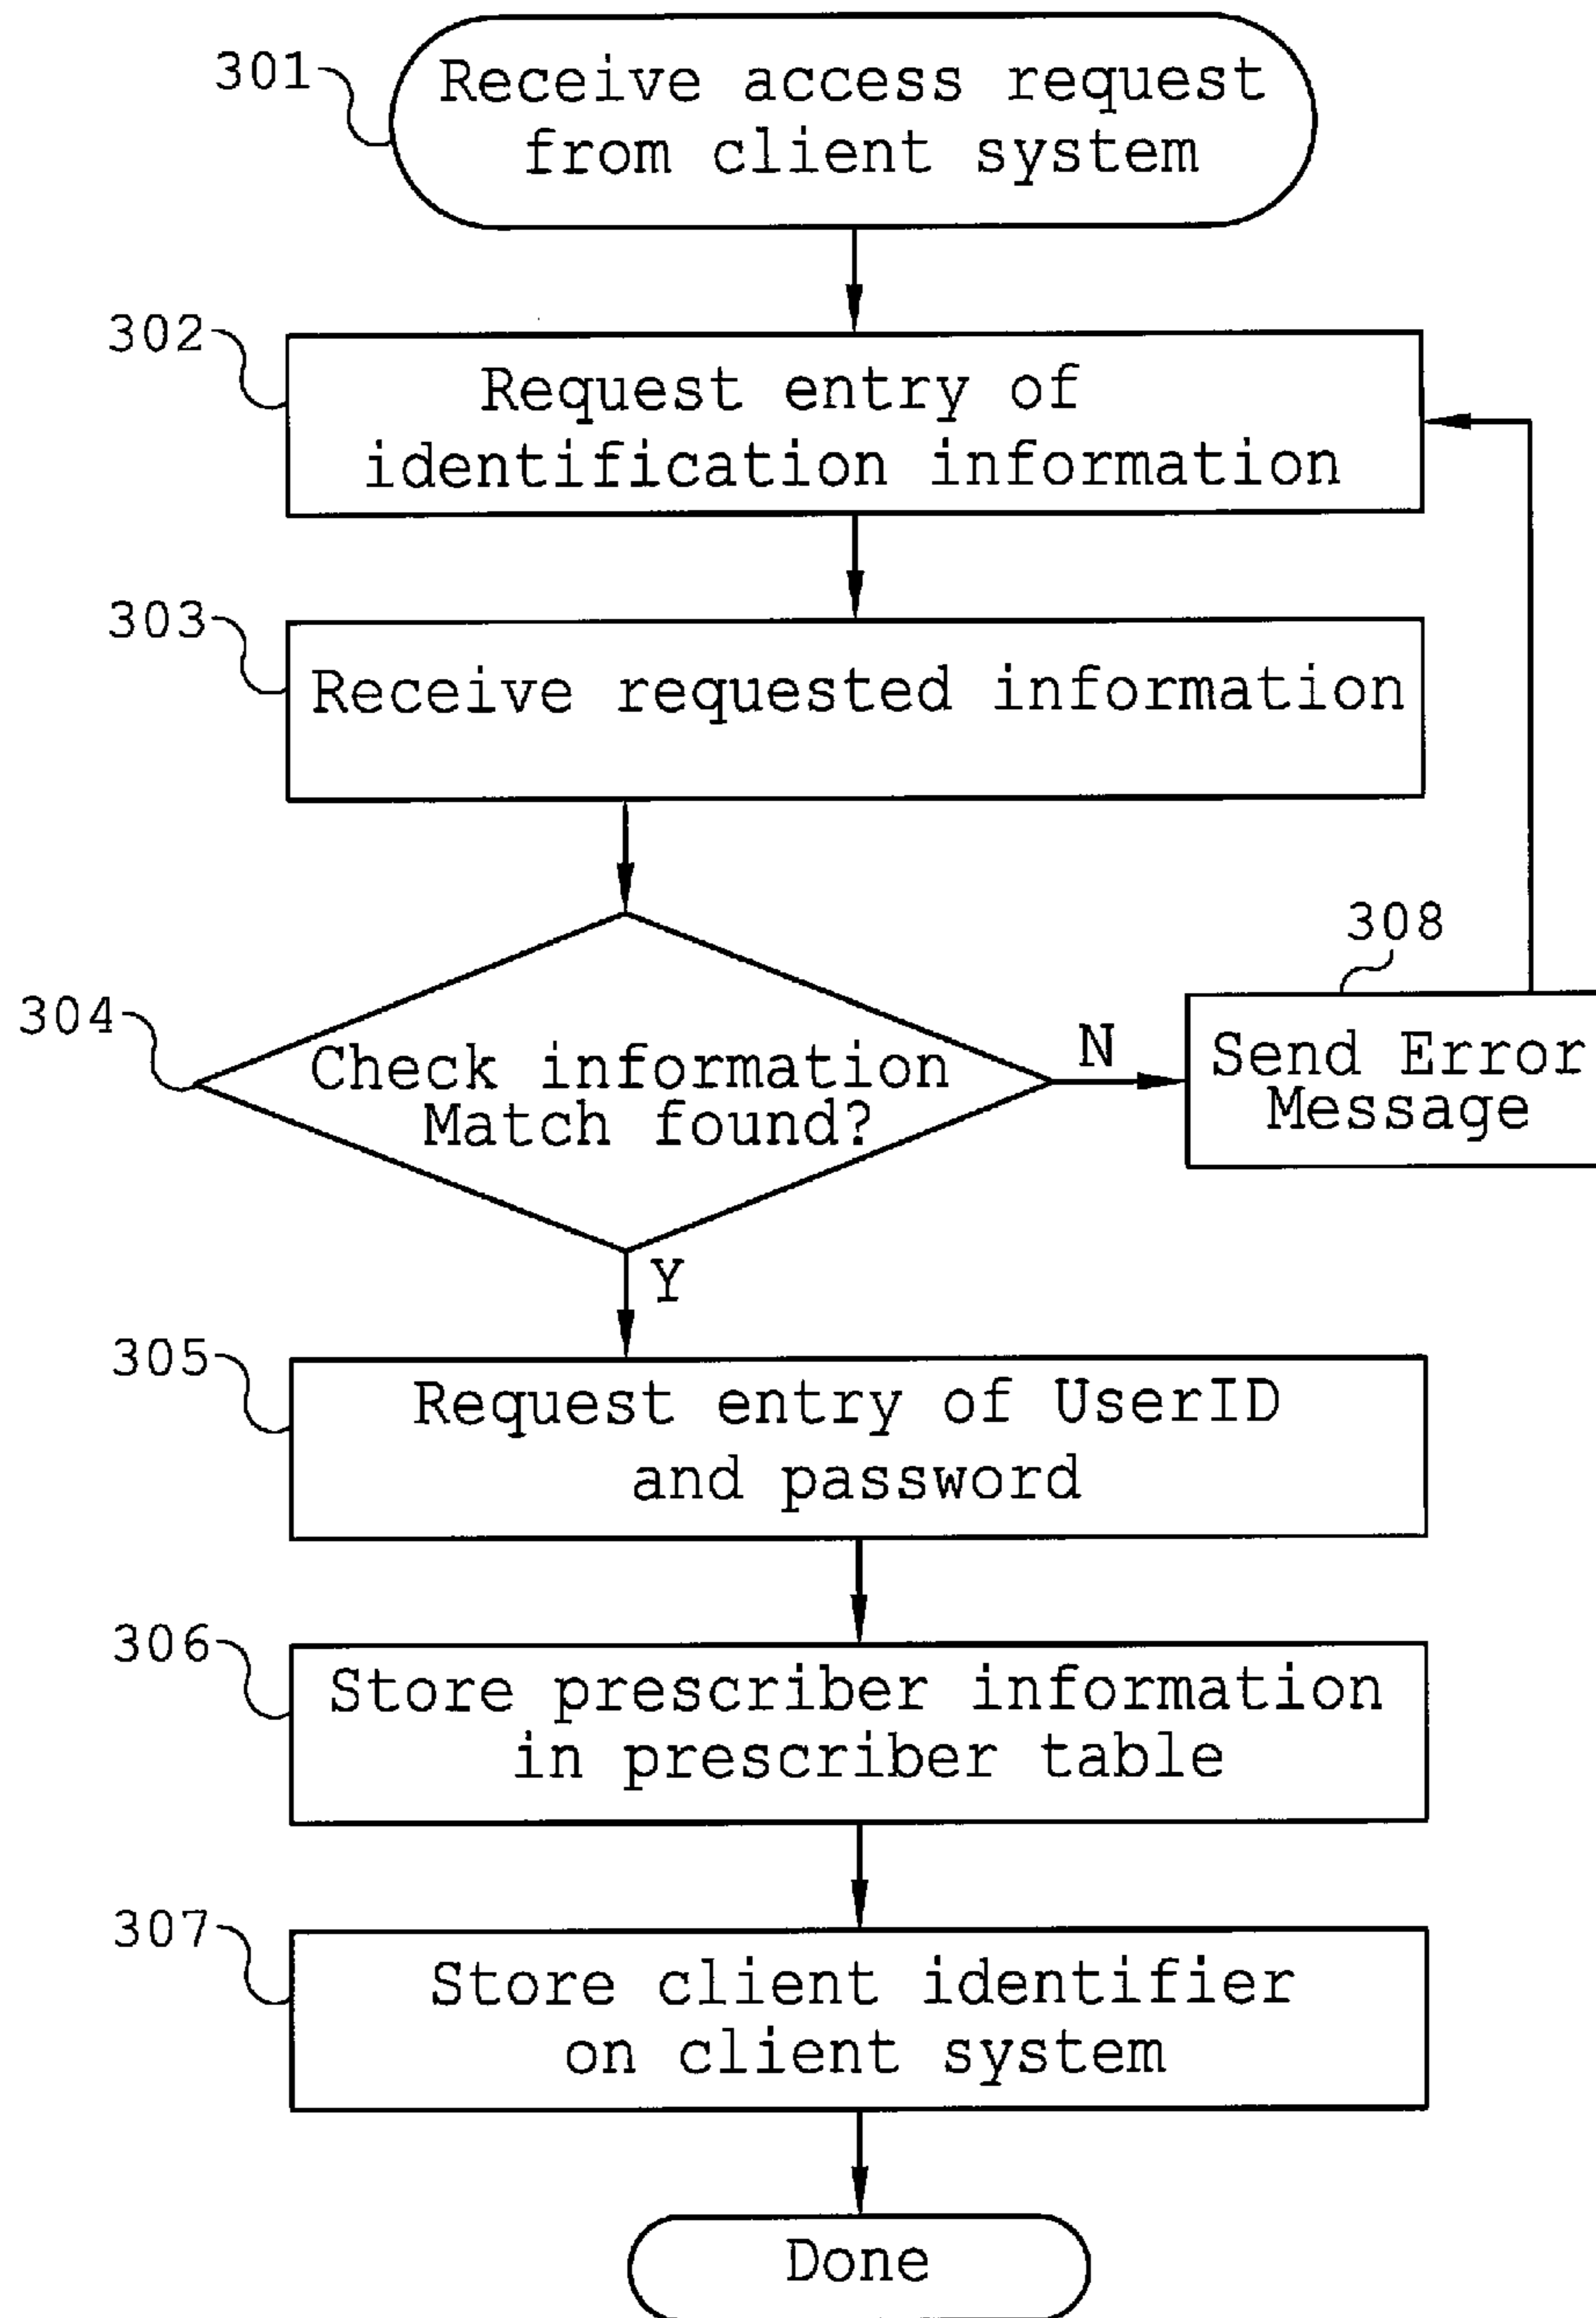 301
Receive access request
from client system
302
Request entry of
identification information
303
Receive requested information
304
Check information
Match found?
N
308
Send Error
Message
Y
305
Request entry of UserID
and password
306
Store prescriber information
in prescriber table
307
Store client identifier
on client system
Done